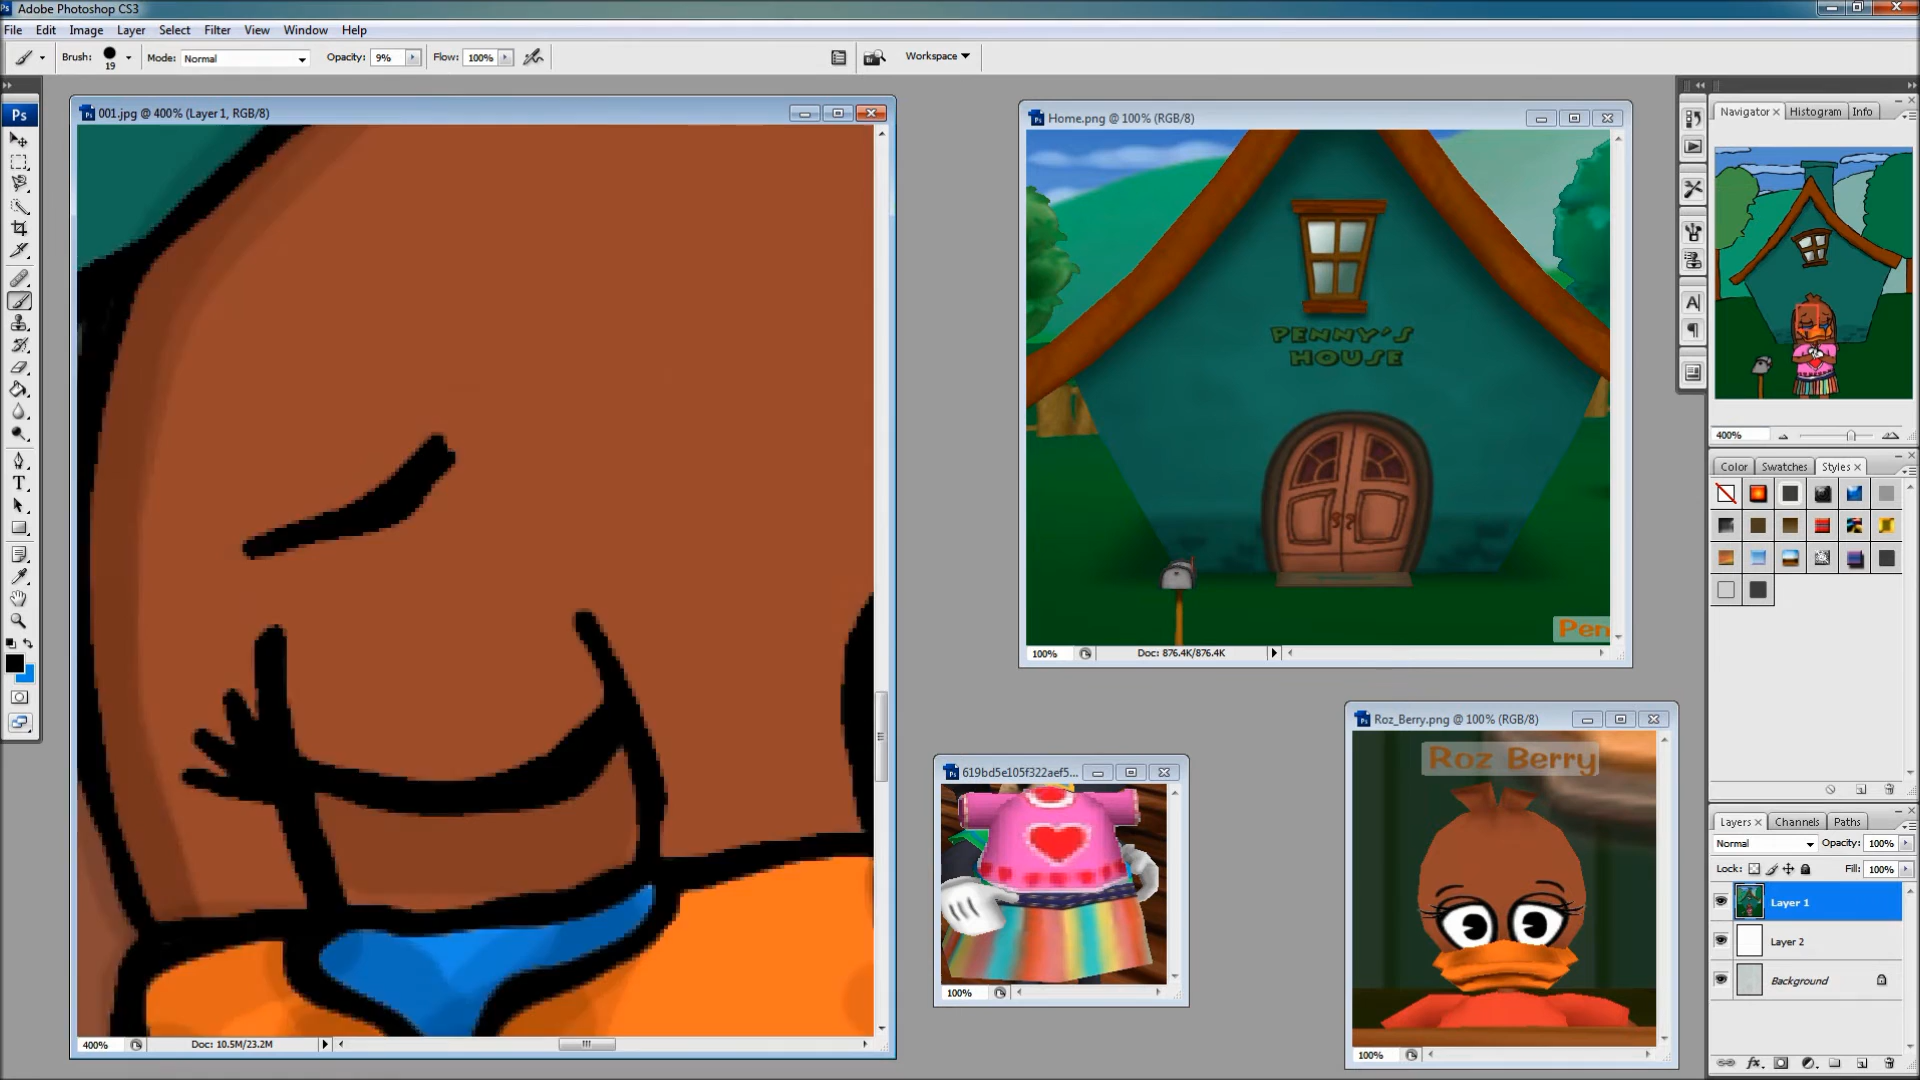 Ps Adobe Photoshop CS3
File Edit Image Layer Select Filter View Window Help
Brush: 19 Mode: Normal Opacity: 9% Flow: 100% Workspace
Ps
001.jpg @ 400% (Layer 1, RGB/8)
400% Doc: 10.5M/23.2M
Home.png @ 100% (RGB/8)
PENNY'S
HOUSE
Pen
100% Doc: 876.4K/876.4K
619bd5e105f322aef5...
100%
Roz_Berry.png @ 100% (RGB/8)
Roz Berry
100%
Navigator Histogram Info
400%
Color Swatches Styles
Layers Channels Paths
Normal Opacity: 100%
Lock: Fill: 100%
Layer 1
Layer 2
Background